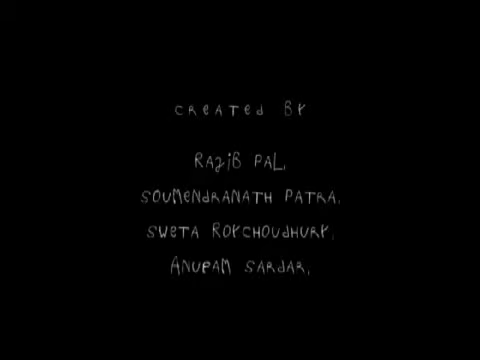 CREATED BY
RAJIB PAL,
SOUMENDRANATH PATRA,
SWETA ROYCHOUDHURY,
ANUPAM SARDAR,